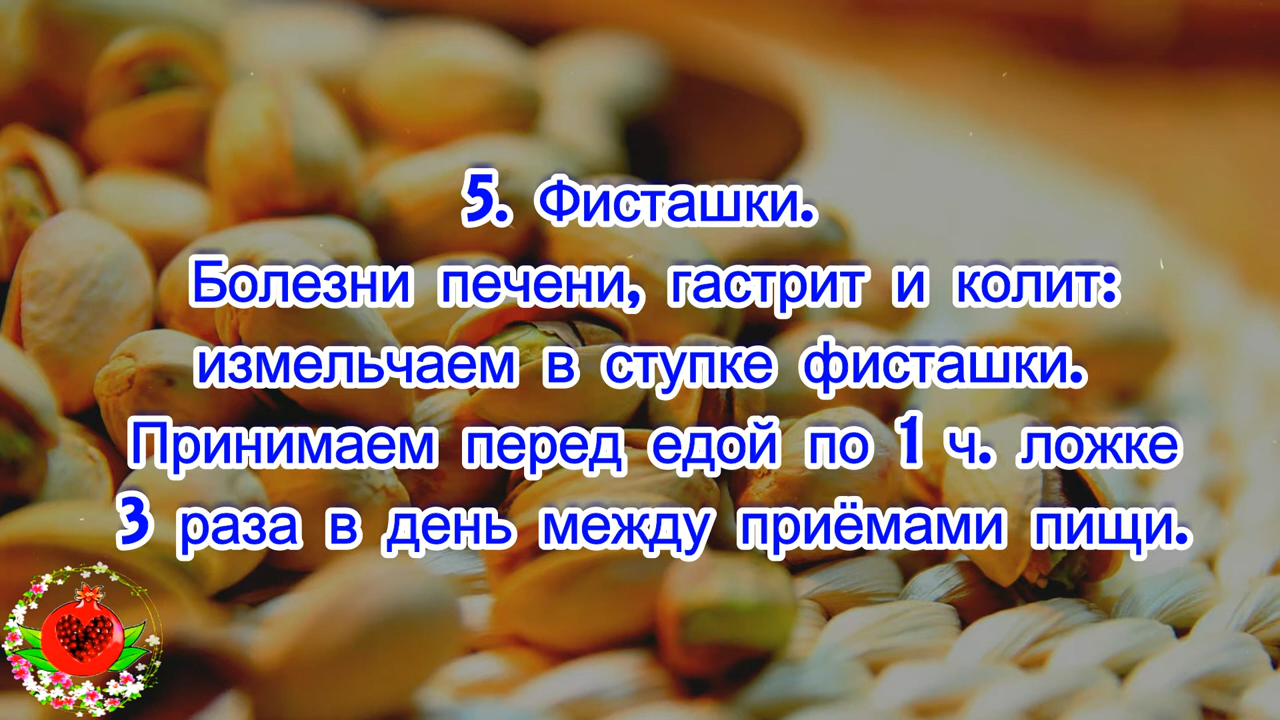 5. Фисташки.
Болезни печени, гастрит и колит:
измельчаем в ступке фисташки.
Принимаем перед едой по 1 ч. ложке
3 раза в день между приёмами пищи.